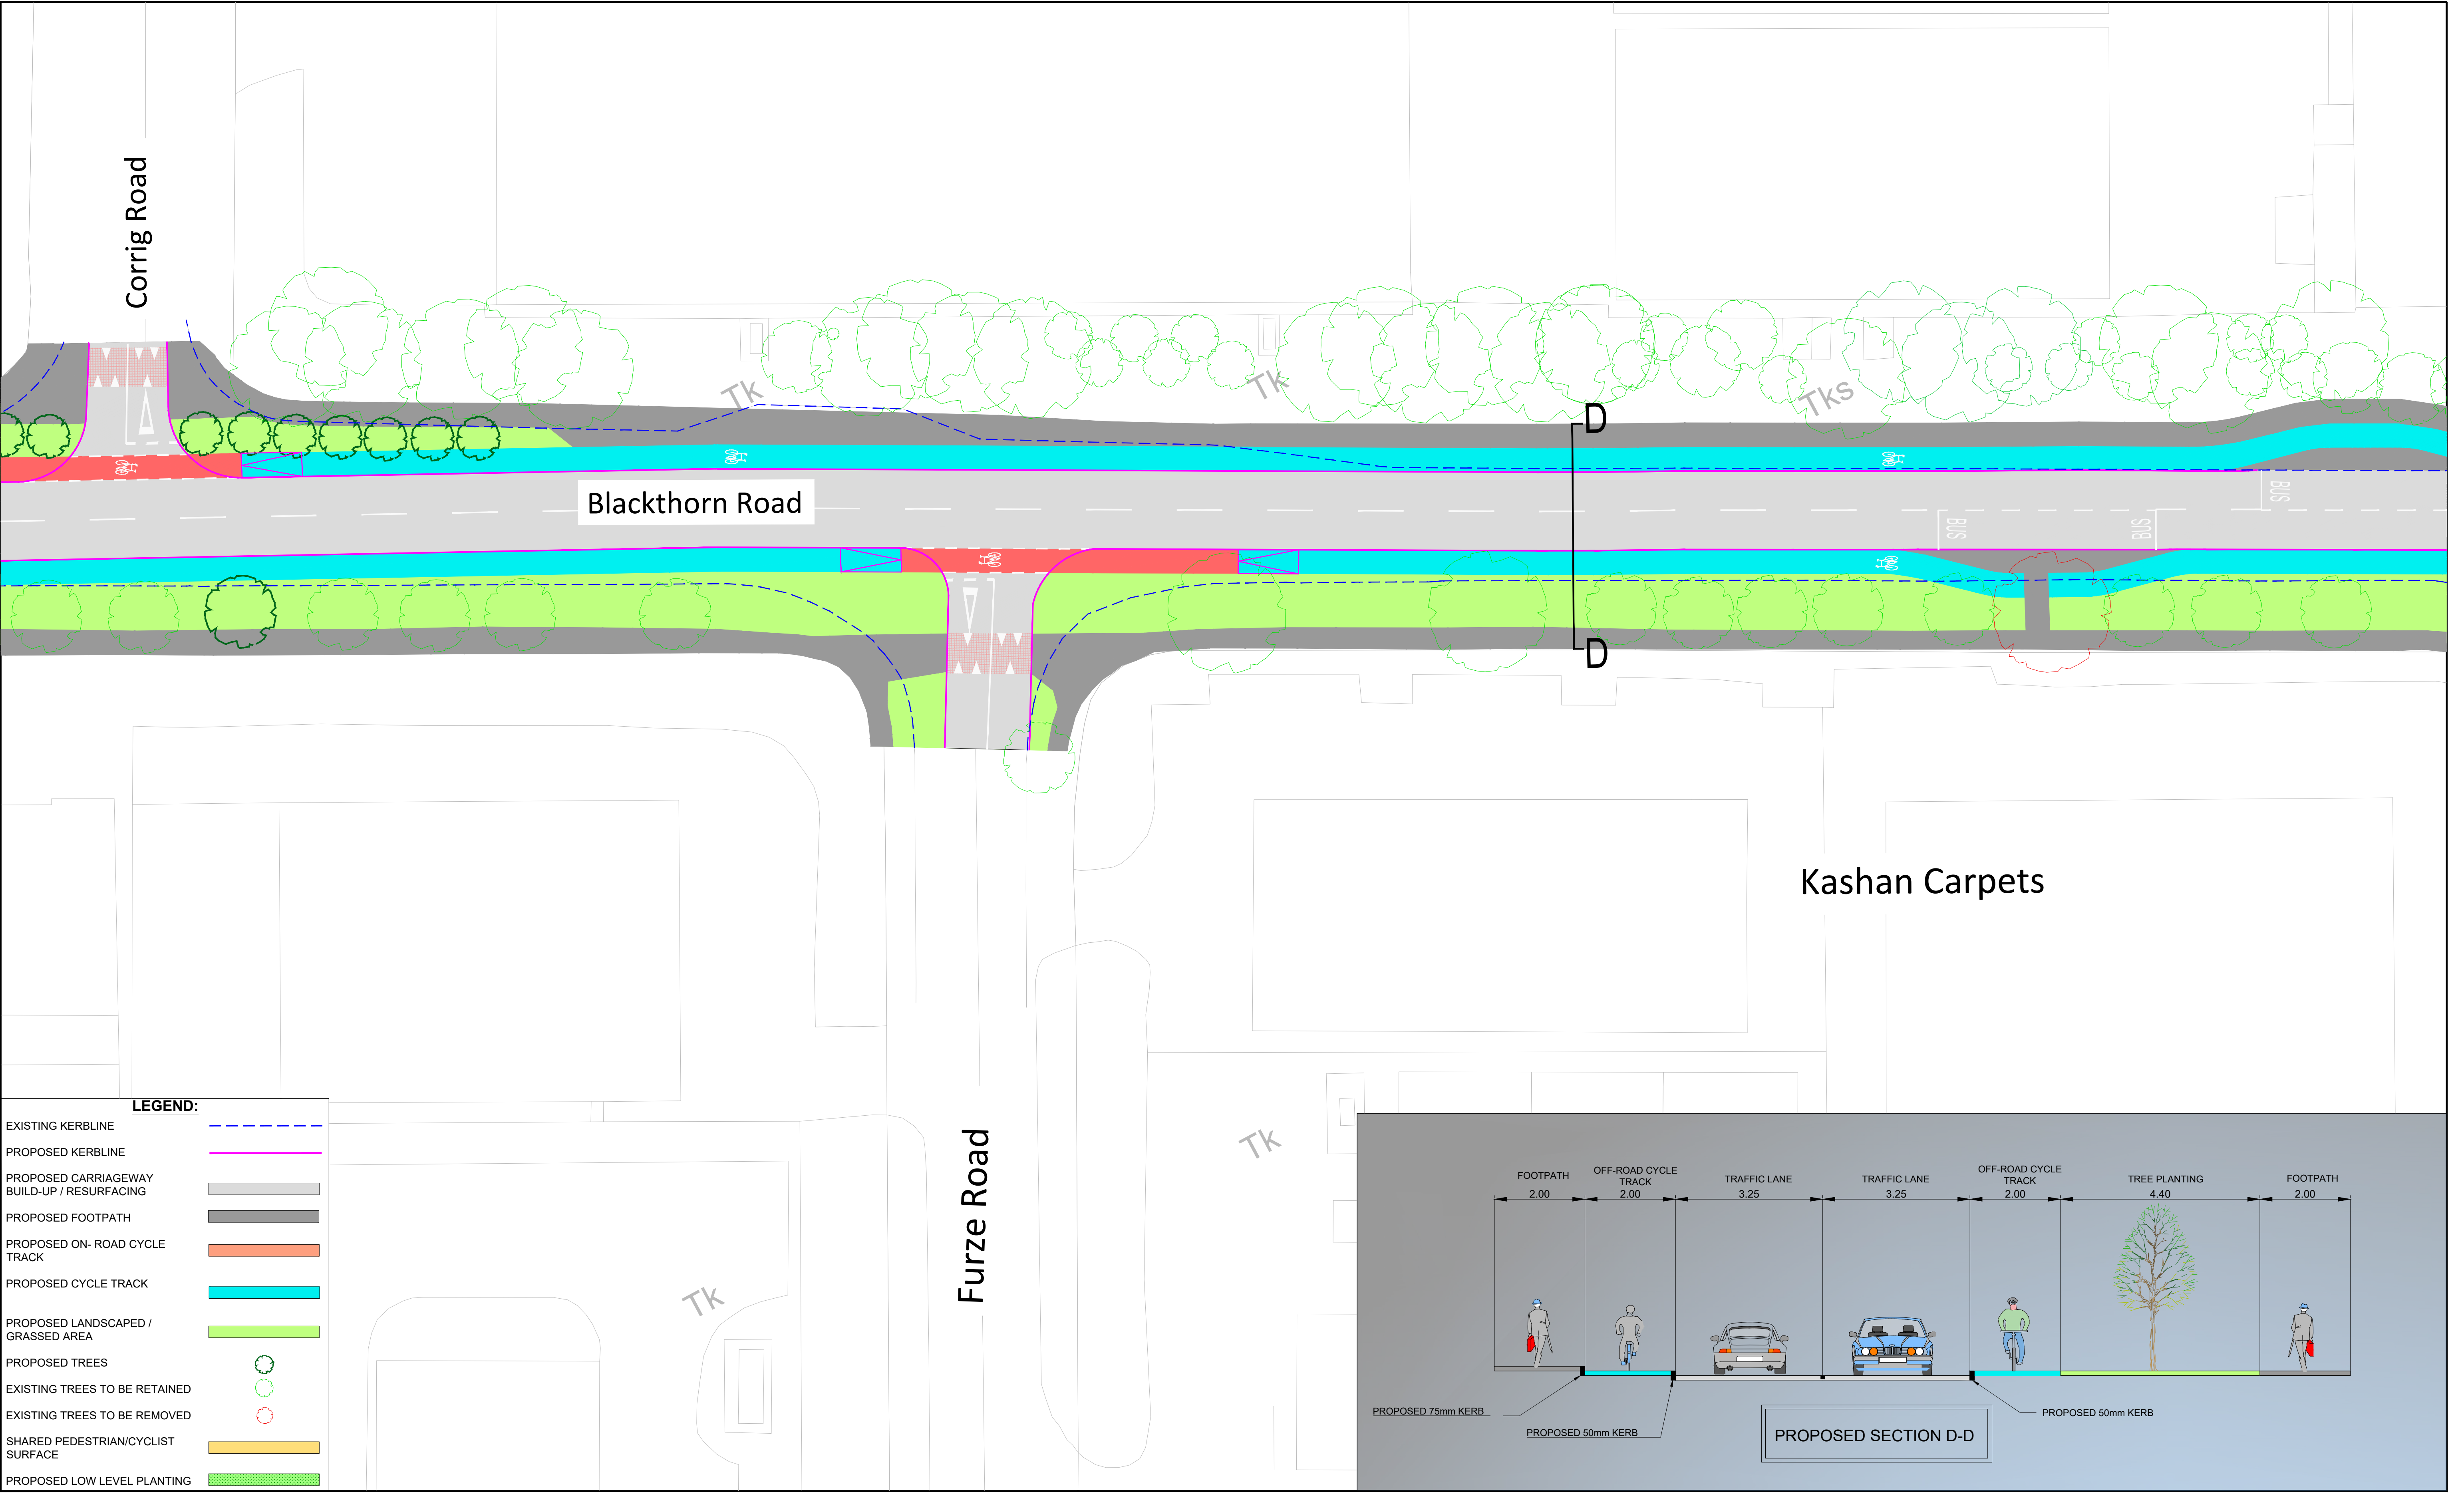 Corrig Road
Tk
Tk
Tks
D
Blackthorn Road
BUS
BUS
BUS
D
Kashan Carpets
Furze Road
Tk
Tk
LEGEND:
EXISTING KERBLINE
PROPOSED KERBLINE
PROPOSED CARRIAGEWAY
BUILD-UP / RESURFACING
PROPOSED FOOTPATH
PROPOSED ON- ROAD CYCLE
TRACK
PROPOSED CYCLE TRACK
PROPOSED LANDSCAPED /
GRASSED AREA
PROPOSED TREES
EXISTING TREES TO BE RETAINED
EXISTING TREES TO BE REMOVED
SHARED PEDESTRIAN/CYCLIST
SURFACE
PROPOSED LOW LEVEL PLANTING
FOOTPATH
2.00
OFF-ROAD CYCLE
TRACK
2.00
TRAFFIC LANE
3.25
TRAFFIC LANE
3.25
OFF-ROAD CYCLE
TRACK
2.00
TREE PLANTING
4.40
FOOTPATH
2.00
PROPOSED 75mm KERB
PROPOSED 50mm KERB
PROPOSED 50mm KERB
PROPOSED SECTION D-D